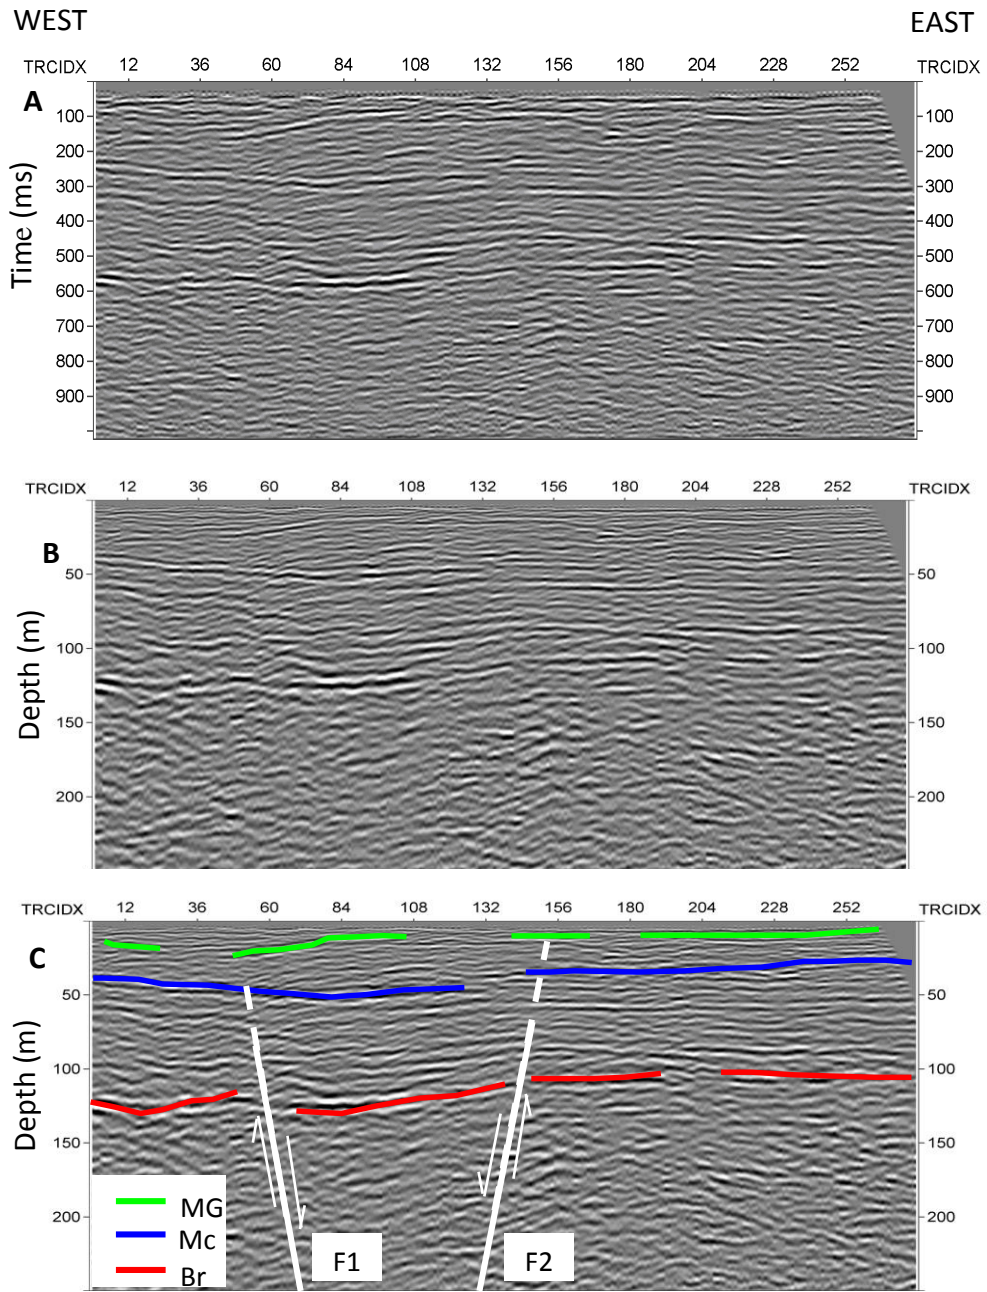 WEST EAST
TRCIDX 12 36 60 84 108 132 156 180 204 228 252 TRCIDX
A
Time (ms)
100 100
200 200
300 300
400 400
500 500
600 600
700 700
800 800
900 900
TRCIDX 12 36 60 84 108 132 156 180 204 228 252 TRCIDX
B
Depth (m)
50 50
100 100
150 150
200 200
TRCIDX 12 36 60 84 108 132 156 180 204 228 252 TRCIDX
C
Depth (m)
50 50
100 100
150 150
200 200
MG
Mc
Br
F1 F2